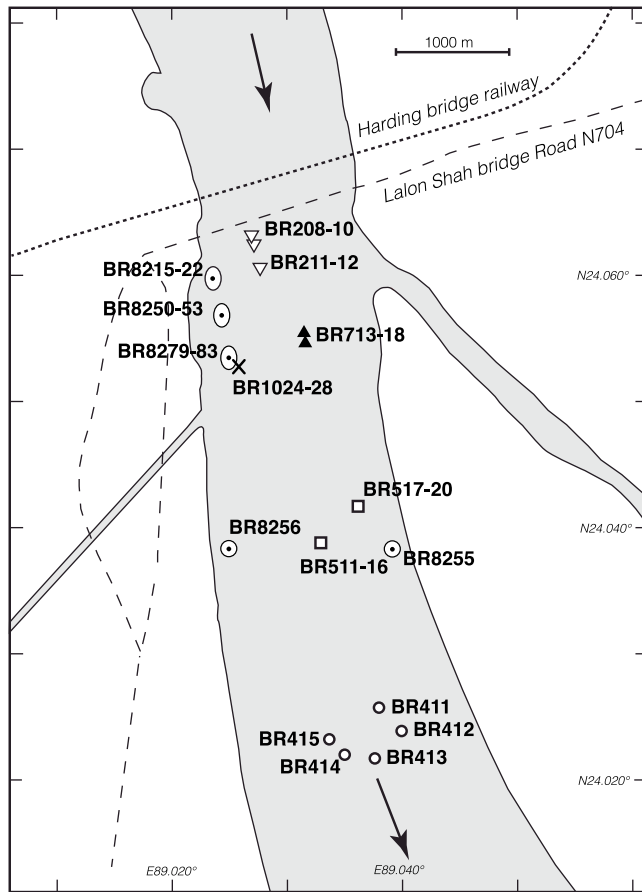 1000 m
Harding bridge railway
Lalon Shah bridge Road N704
BR208-10
BR8215-22
BR211-12
N24.060°
BR8250-53
BR713-18
BR8279-83
BR1024-28
BR517-20
BR8256
N24.040°
BR511-16
BR8255
BR411
BR412
BR415
BR414
BR413
N24.020°
E89.020°
E89.040°